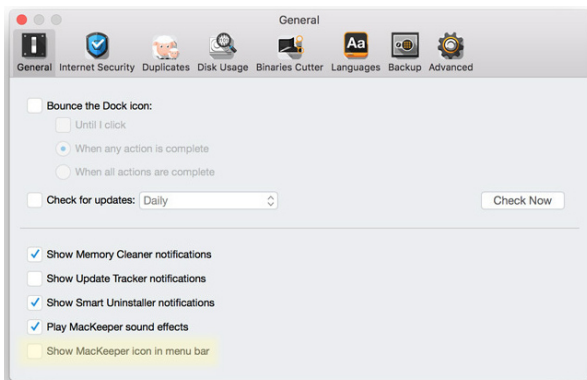 General
General Internet Security Duplicates Disk Usage Binaries Cutter Languages Backup Advanced
Bounce the Dock icon:
Until I click
When any action is complete
When all actions are complete
Check for updates: Daily Check Now
Show Memory Cleaner notifications
Show Update Tracker notifications
Show Smart Uninstaller notifications
Play MacKeeper sound effects
Show MacKeeper icon in menu bar